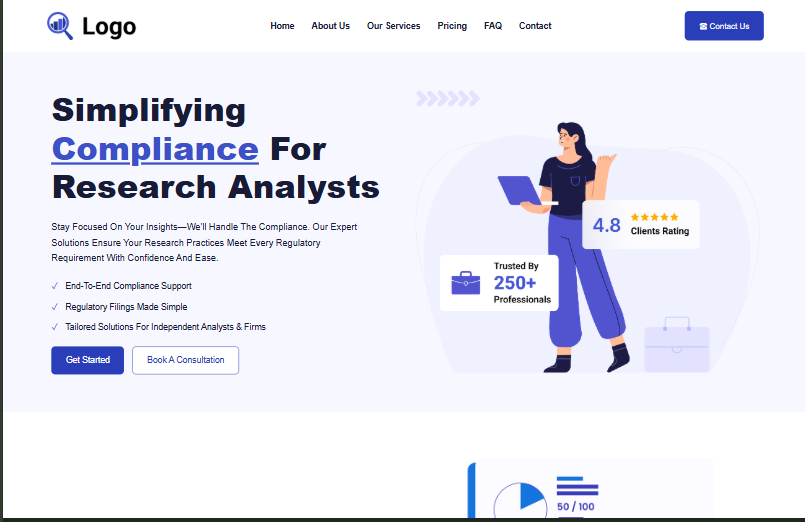 Logo
Home About Us Our Services Pricing FAQ Contact
☎ Contact Us
Simplifying
Compliance For
Research Analysts
Stay Focused On Your Insights—We'll Handle The Compliance. Our Expert
Solutions Ensure Your Research Practices Meet Every Regulatory
Requirement With Confidence And Ease.
✓ End-To-End Compliance Support
✓ Regulatory Filings Made Simple
✓ Tailored Solutions For Independent Analysts & Firms
Get Started
Book A Consultation
4.8
Clients Rating
Trusted By
250+
Professionals
50 / 100